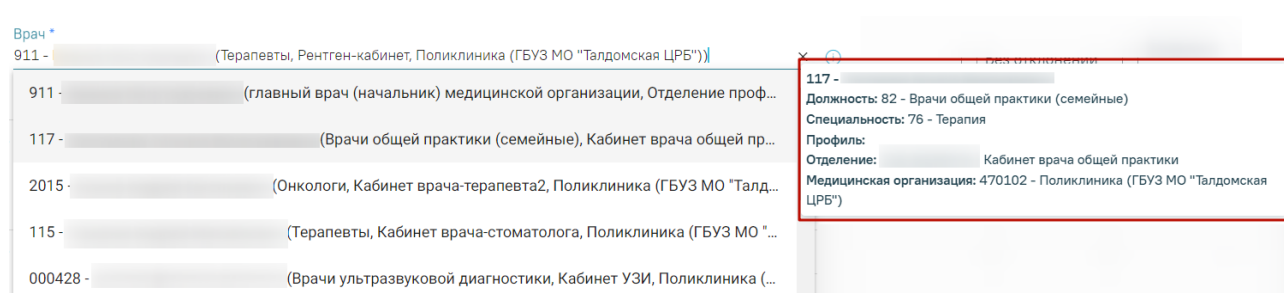 Врач *
911 - (Терапевты, Рентген-кабинет, Поликлиника (ГБУЗ МО "Талдомская ЦРБ"))
911 - (главный врач (начальник) медицинской организации, Отделение проф...
117 - (Врачи общей практики (семейные), Кабинет врача общей пр...
2015 - (Онкологи, Кабинет врача-терапевта2, Поликлиника (ГБУЗ МО "Талд...
115 - (Терапевты, Кабинет врача-стоматолога, Поликлиника (ГБУЗ МО "...
000428 - (Врачи ультразвуковой диагностики, Кабинет УЗИ, Поликлиника (...
Без отклонений
117 -
Должность: 82 - Врачи общей практики (семейные)
Специальность: 76 - Терапия
Профиль:
Отделение: Кабинет врача общей практики
Медицинская организация: 470102 - Поликлиника (ГБУЗ МО "Талдомская
ЦРБ")